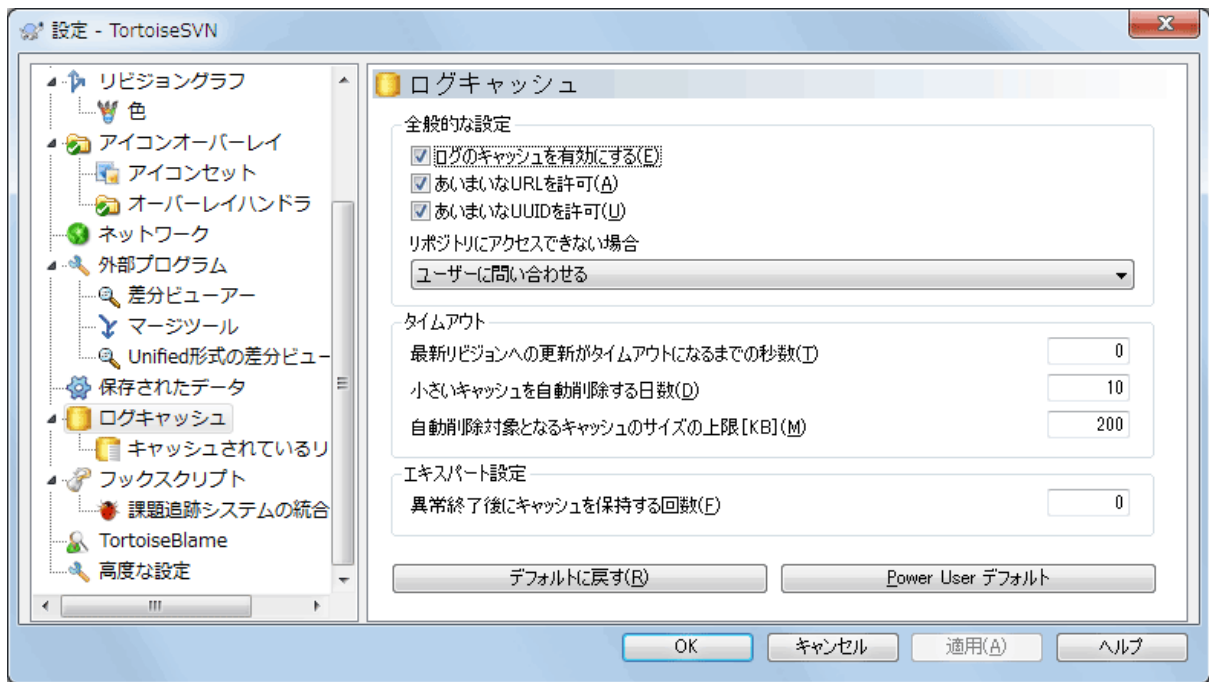 設定 - TortoiseSVN
リビジョングラフ
色
アイコンオーバーレイ
アイコンセット
オーバーレイハンドラ
ネットワーク
外部プログラム
差分ビューアー
マージツール
Unified形式の差分ビュー
保存されたデータ
ログキャッシュ
キャッシュされているリ
フックスクリプト
課題追跡システムの統合
TortoiseBlame
高度な設定
ログキャッシュ
全般的な設定
ログのキャッシュを有効にする(E)
あいまいなURLを許可(A)
あいまいなUUIDを許可(U)
リポジトリにアクセスできない場合
ユーザーに問い合わせる
タイムアウト
最新リビジョンへの更新がタイムアウトになるまでの秒数(T) 0
小さいキャッシュを自動削除する日数(D) 10
自動削除対象となるキャッシュのサイズの上限[KB](M) 200
エキスパート設定
異常終了後にキャッシュを保持する回数(F) 0
デフォルトに戻す(R) Power User デフォルト
OK キャンセル 適用(A) ヘルプ